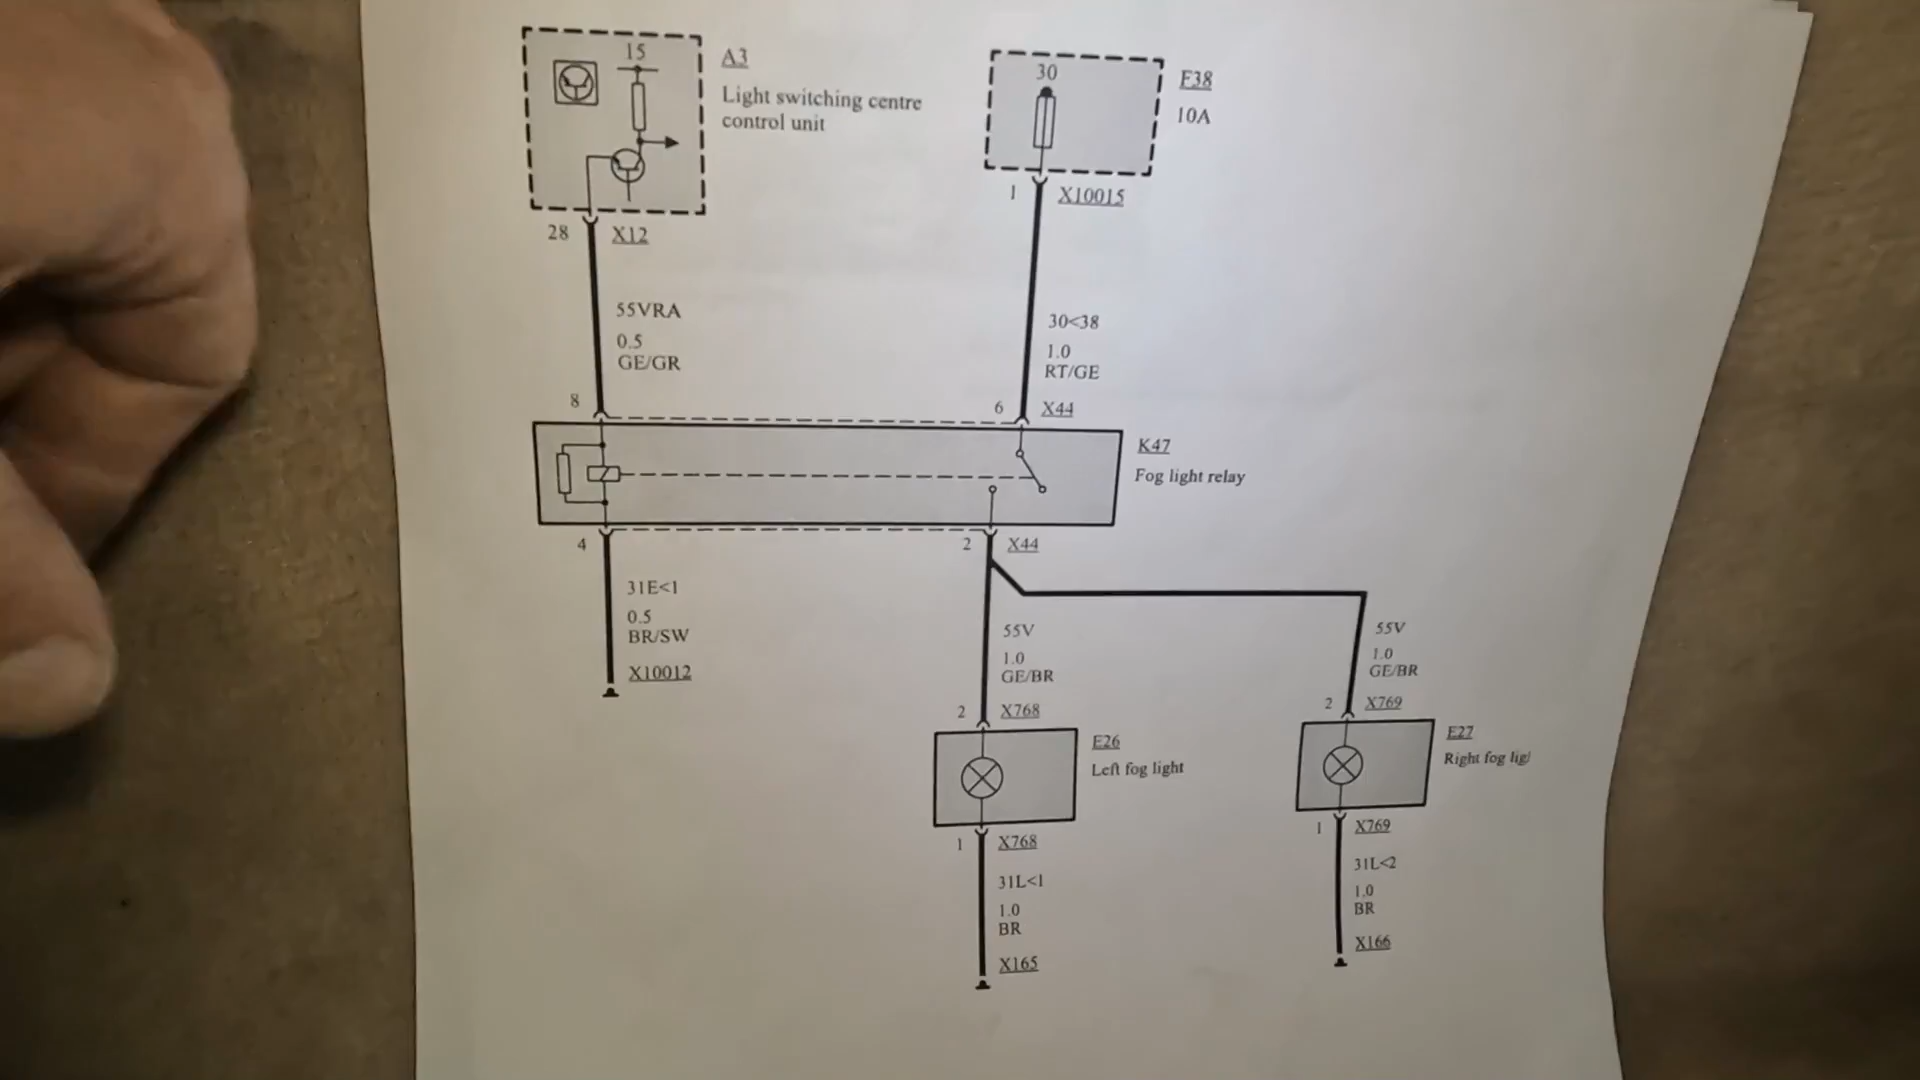 15
A3
Light switching centre
control unit
28
X12
55VRA
0.5
GE/GR
8
30
F38
10A
1
X10015
30<38
1.0
RT/GE
6
X44
K47
Fog light relay
4
31E<1
0.5
BR/SW
X10012
2
X44
55V
1.0
GE/BR
2
X768
E26
Left fog light
1
X768
31L<1
1.0
BR
X165
55V
1.0
GE/BR
2
X769
E27
Right fog lig
1
X769
31L<2
1,0
BR
X166